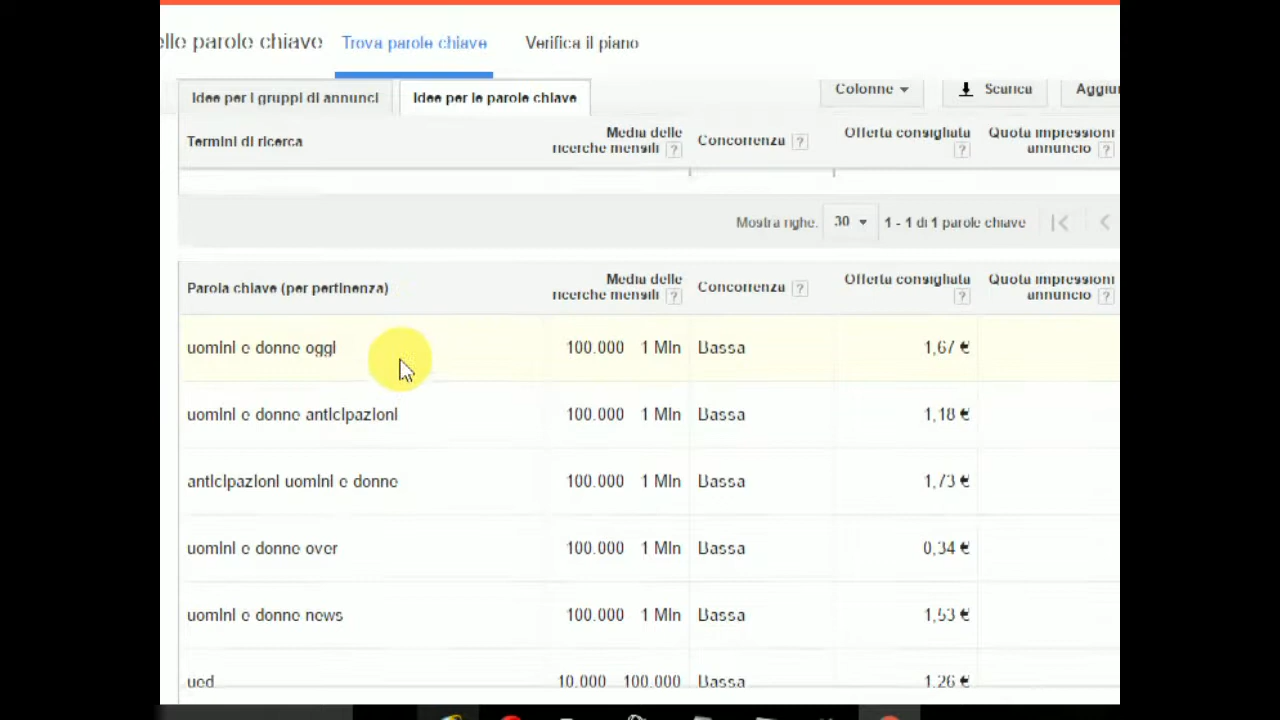 elle parole chiave Trova parole chiave Verifica il piano
Idee per i gruppi di annunci Idee per le parole chiave Colonne Scarica Aggiun
Termini di ricerca Media delle ricerche mensili ? Concorrenza ? Offerta consigliata ? Quota impressioni annuncio ?
Mostra righe: 30 1 - 1 di 1 parole chiave
Parola chiave (per pertinenza) Media delle ricerche mensili ? Concorrenza ? Offerta consigliata ? Quota impressioni annuncio ?
uomini e donne oggi 100.000 1 Mln Bassa 1,67 €
uomini e donne anticipazioni 100.000 1 Mln Bassa 1,18 €
anticipazioni uomini e donne 100.000 1 Mln Bassa 1,73 €
uomini e donne over 100.000 1 Mln Bassa 0,34 €
uomini e donne news 100.000 1 Mln Bassa 1,53 €
ued 10.000 100.000 Bassa 1,26 €